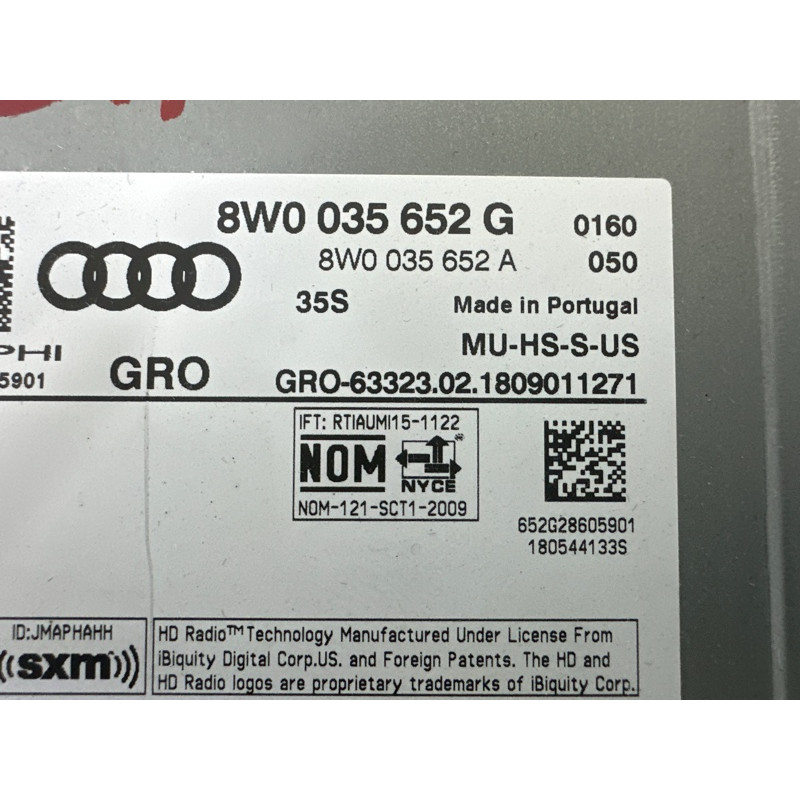 8W0 035 652 G 0160
8W0 035 652 A 050
35S Made in Portugal
PHI MU-HS-S-US
5901 GRO GRO-63323.02.1809011271
IFT: RTIAUMI15-1122
NOM
NYCE
NOM-121-SCT1-2009
652G28605901
180544133S
ID:JMAPHAHH
((sxm))
HD Radio™ Technology Manufactured Under License From
iBiquity Digital Corp.US. and Foreign Patents. The HD and
HD Radio logos are proprietary trademarks of iBiquity Corp.